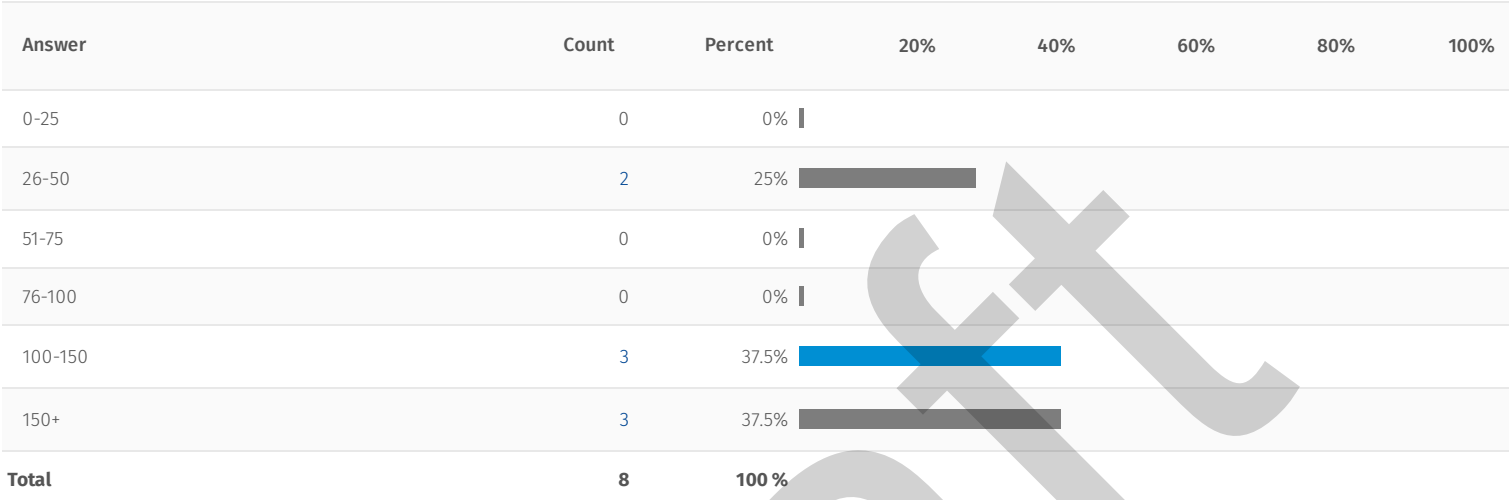 Answer Count Percent 20% 40% 60% 80% 100%
0-25 0 0%
26-50 2 25%
51-75 0 0%
76-100 0 0%
100-150 3 37.5%
150+ 3 37.5%
Total 8 100 %
ft